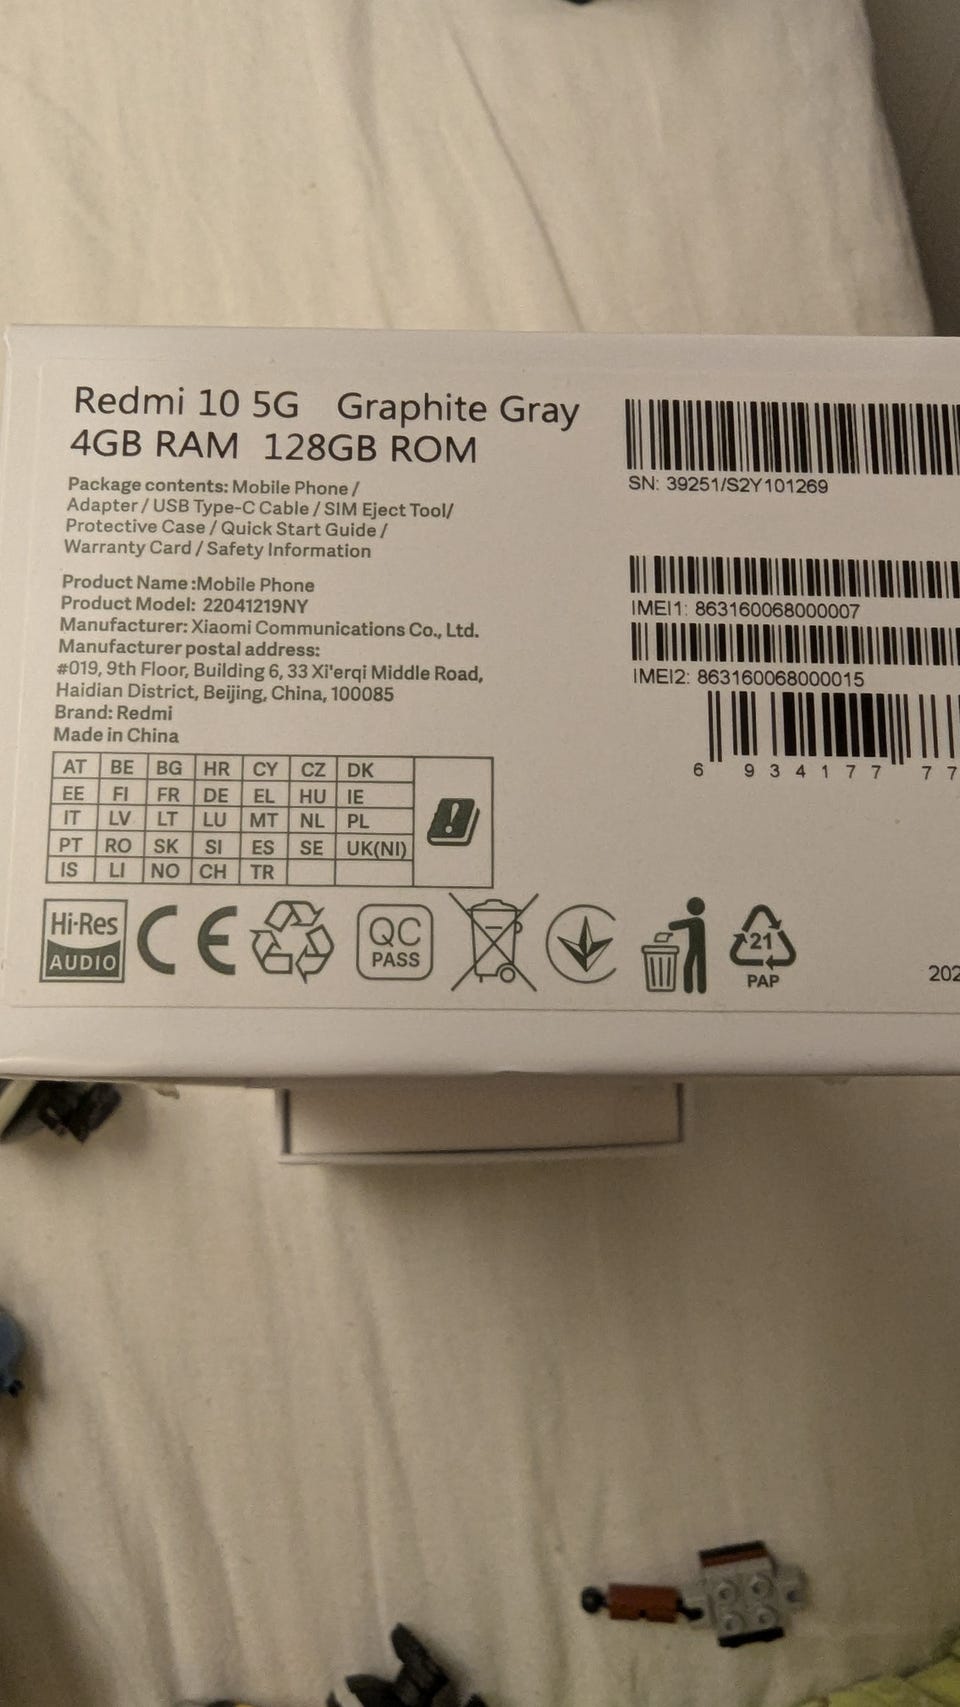 Redmi 10 5G Graphite Gray
4GB RAM 128GB ROM
Package contents: Mobile Phone /
Adapter / USB Type-C Cable / SIM Eject Tool/
Protective Case / Quick Start Guide /
Warranty Card / Safety Information
Product Name :Mobile Phone
Product Model: 22041219NY
Manufacturer: Xiaomi Communications Co., Ltd.
Manufacturer postal address:
#019, 9th Floor, Building 6, 33 Xi'erqi Middle Road,
Haidian District, Beijing, China, 100085
Brand: Redmi
Made in China
SN: 39251/S2Y101269
IMEI1: 863160068000007
IMEI2: 863160068000015
6 934177 77
AT BE BG HR CY CZ DK
EE FI FR DE EL HU IE
IT LV LT LU MT NL PL
PT RO SK SI ES SE UK(NI)
IS LI NO CH TR
Hi-Res
AUDIO
CE
QC
PASS
21
PAP
202